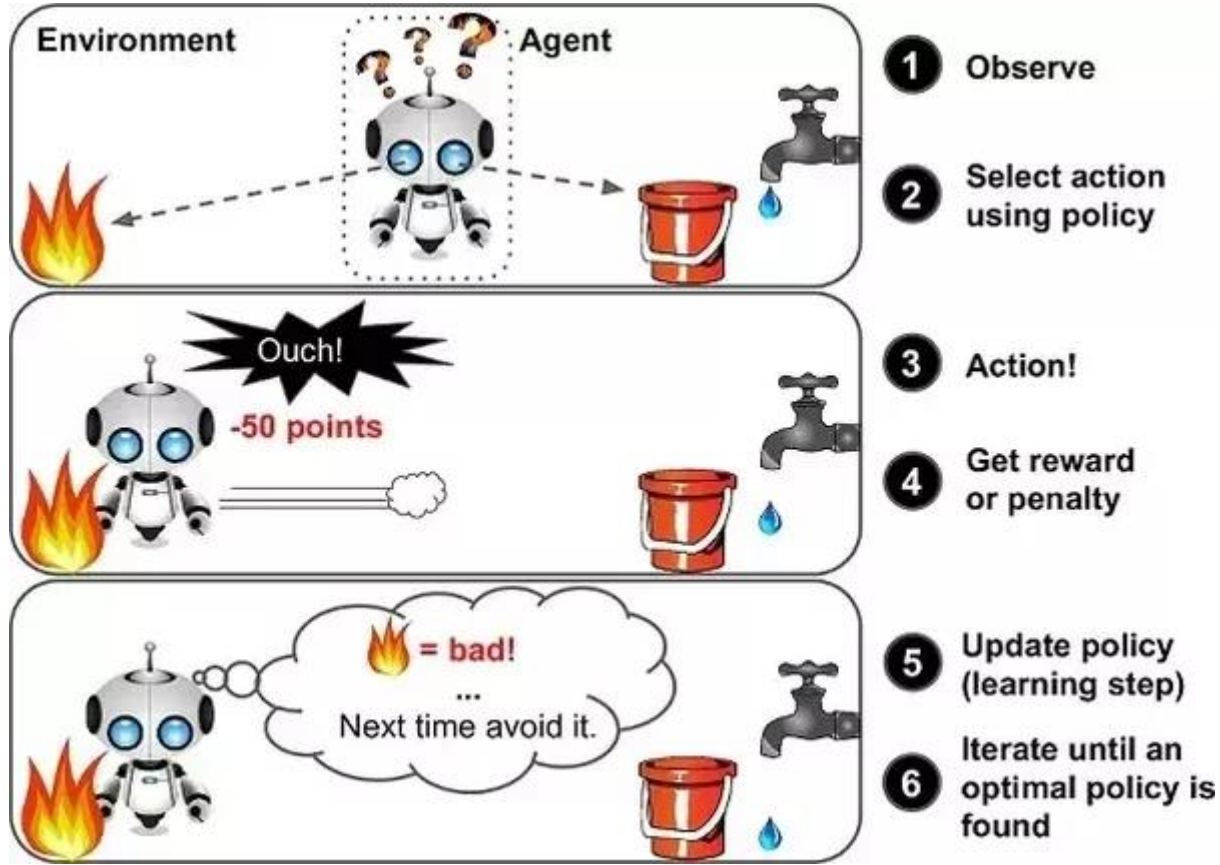 Environment
Agent
? ? ?
1 Observe
2 Select action
using policy
Ouch!
-50 points
3 Action!
4 Get reward
or penalty
= bad!
...
Next time avoid it.
5 Update policy
(learning step)
6 Iterate until an
optimal policy is
found